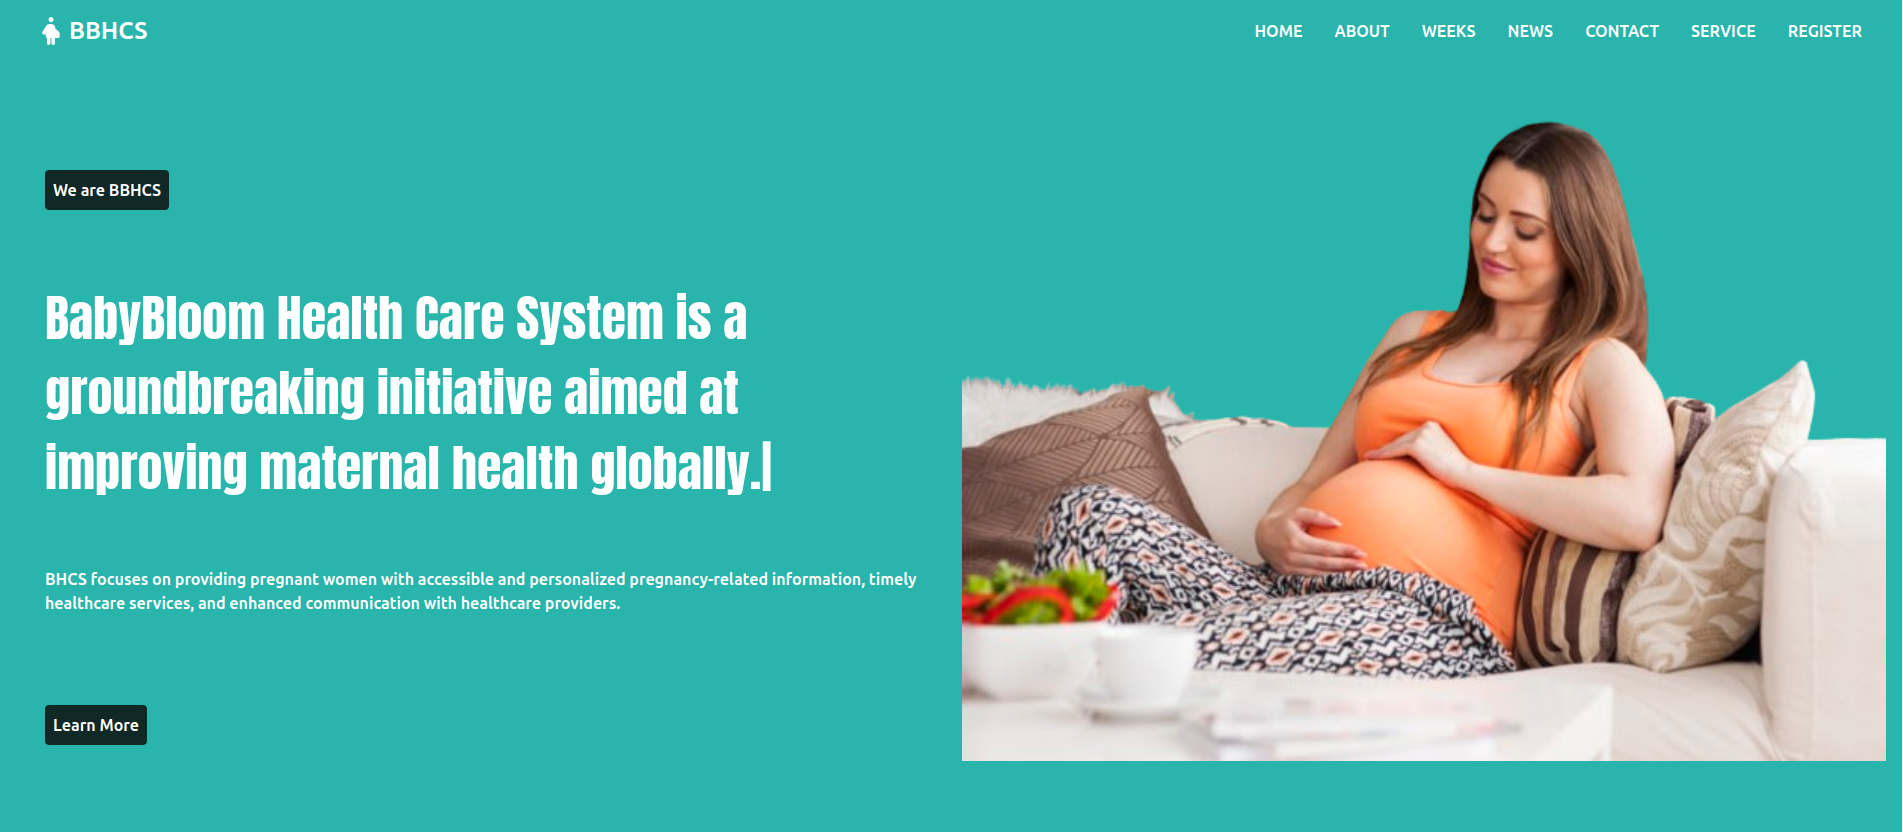 BBHCS
HOME ABOUT WEEKS NEWS CONTACT SERVICE REGISTER
We are BBHCS
BabyBloom Health Care System is a
groundbreaking initiative aimed at
improving maternal health globally.|
BHCS focuses on providing pregnant women with accessible and personalized pregnancy-related information, timely
healthcare services, and enhanced communication with healthcare providers.
Learn More